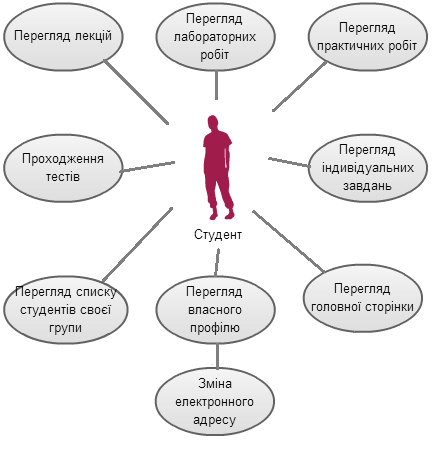 Перегляд лекцій
Перегляд
лабораторних
робіт
Перегляд
практичних робіт
Проходження
тестів
Перегляд
індивідуальних
завдань
Студент
Перегляд списку
студентів своєї
групи
Перегляд
власного
профілю
Перегляд
головної сторінки
Зміна
електронного
адресу